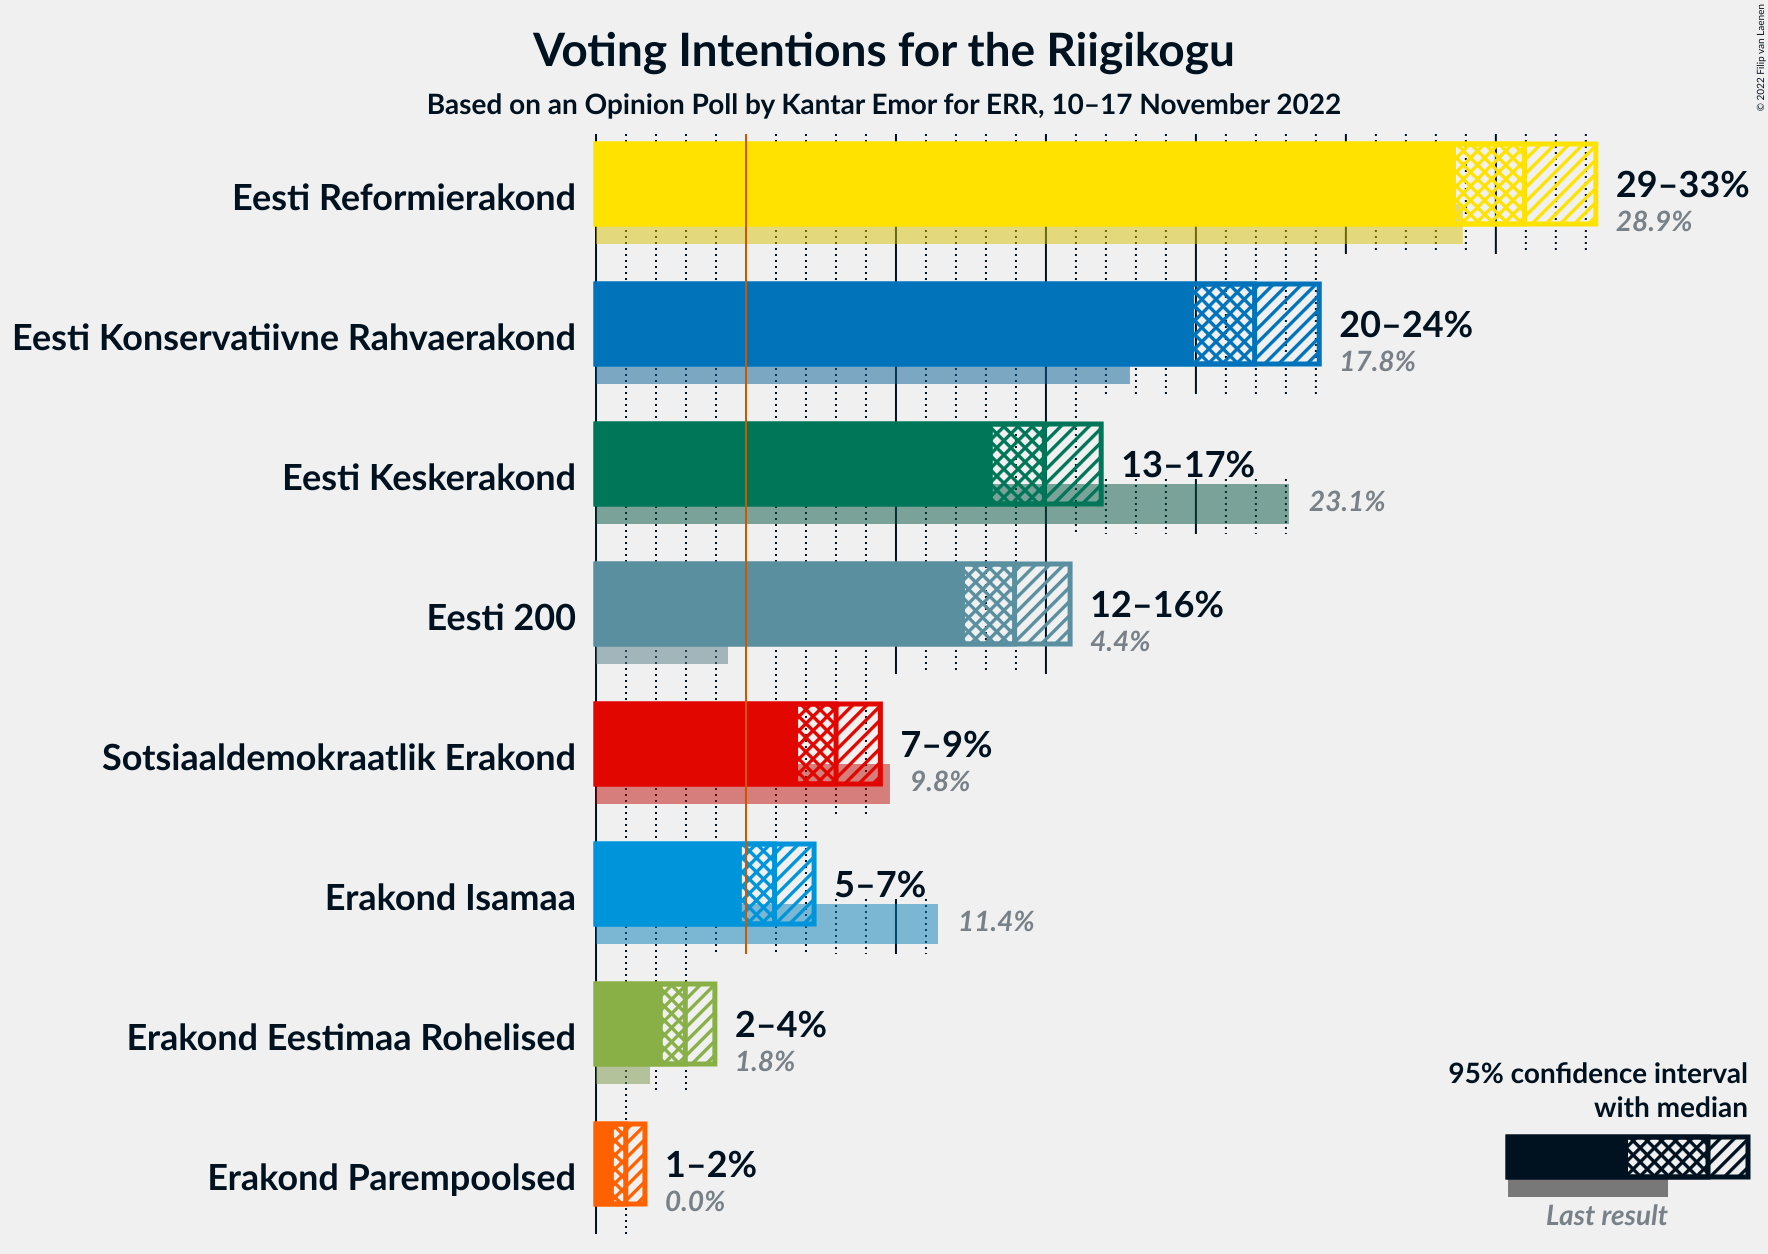 Voting Intentions for the Riigikogu
Based on an Opinion Poll by Kantar Emor for ERR, 10–17 November 2022
© 2022 Filip van Laenen
Eesti Reformierakond
29–33%
28.9%
Eesti Konservatiivne Rahvaerakond
20–24%
17.8%
Eesti Keskerakond
13–17%
23.1%
Eesti 200
12–16%
4.4%
Sotsiaaldemokraatlik Erakond
7–9%
9.8%
Erakond Isamaa
5–7%
11.4%
Erakond Eestimaa Rohelised
2–4%
1.8%
Erakond Parempoolsed
1–2%
0.0%
95% confidence interval
with median
Last result